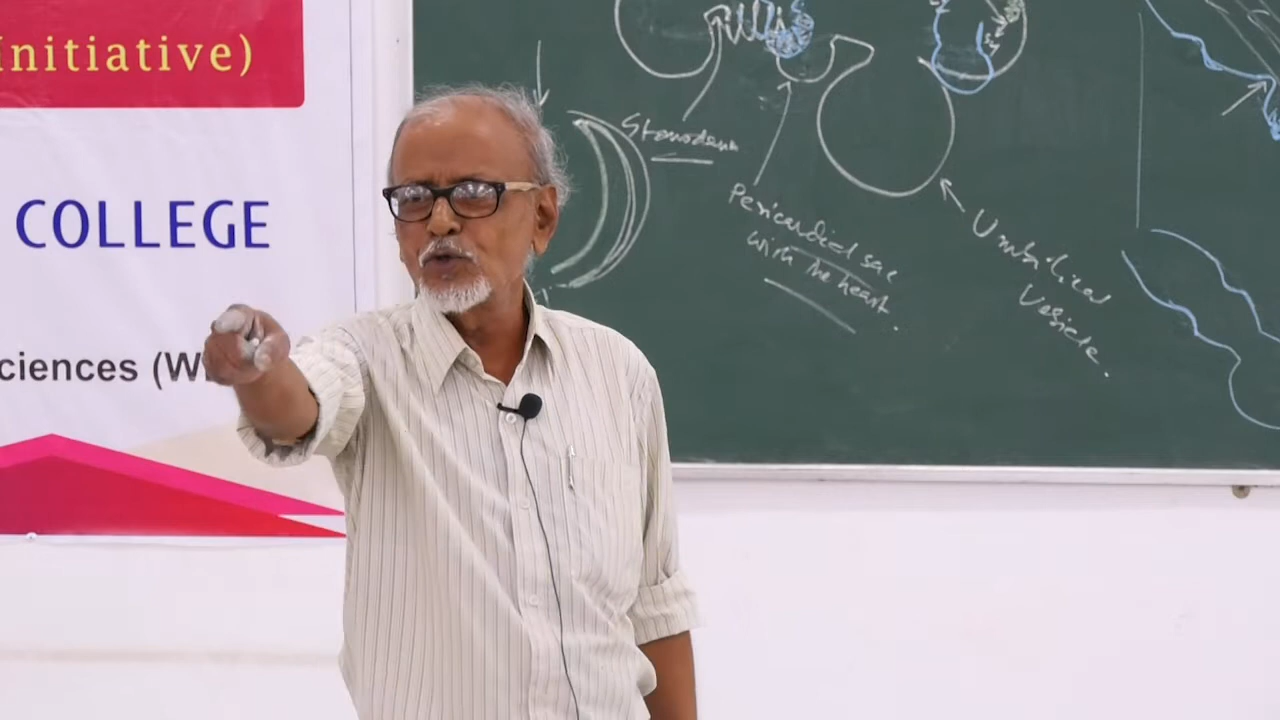 Initiative)
COLLEGE
ciences (W
Stomodeum
Pericardial sac
with the heart.
Umbilical
Vesicle.